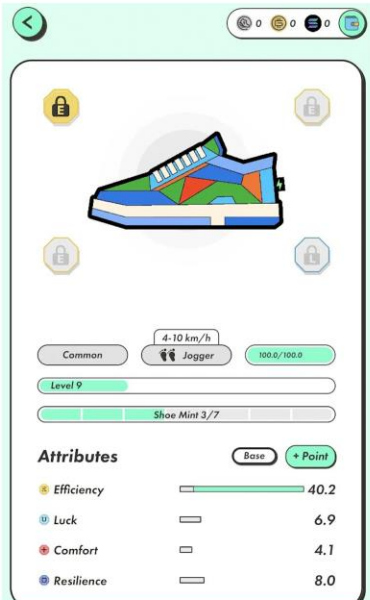 0 0 0
E E
E L
4-10 km/h
Common Jogger 100.0/100.0
Level 9
Shoe Mint 3/7
Attributes Base + Point
Efficiency 40.2
Luck 6.9
Comfort 4.1
Resilience 8.0